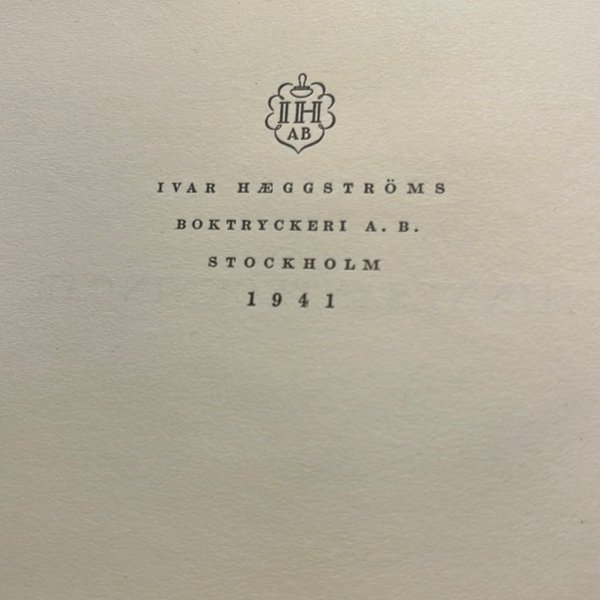 IH
AB
IVAR HÆGGSTRÖMS
BOKTRYCKERI A. B.
STOCKHOLM
1941